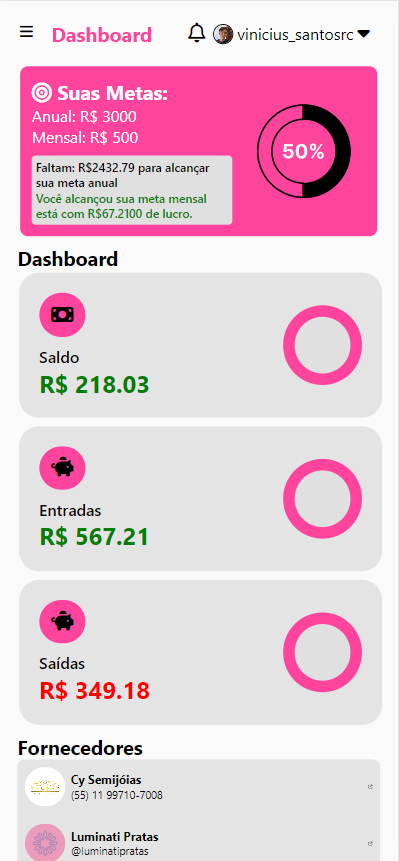 Dashboard
vinicius_santosrc
Suas Metas:
Anual: R$ 3000
Mensal: R$ 500
50%
Faltam: R$2432.79 para alcançar
sua meta anual
Você alcançou sua meta mensal
está com R$67.2100 de lucro.
Dashboard
Saldo
R$ 218.03
Entradas
R$ 567.21
Saídas
R$ 349.18
Fornecedores
Cy Semijóias
(55) 11 99710-7008
Luminati Pratas
@luminatipratas